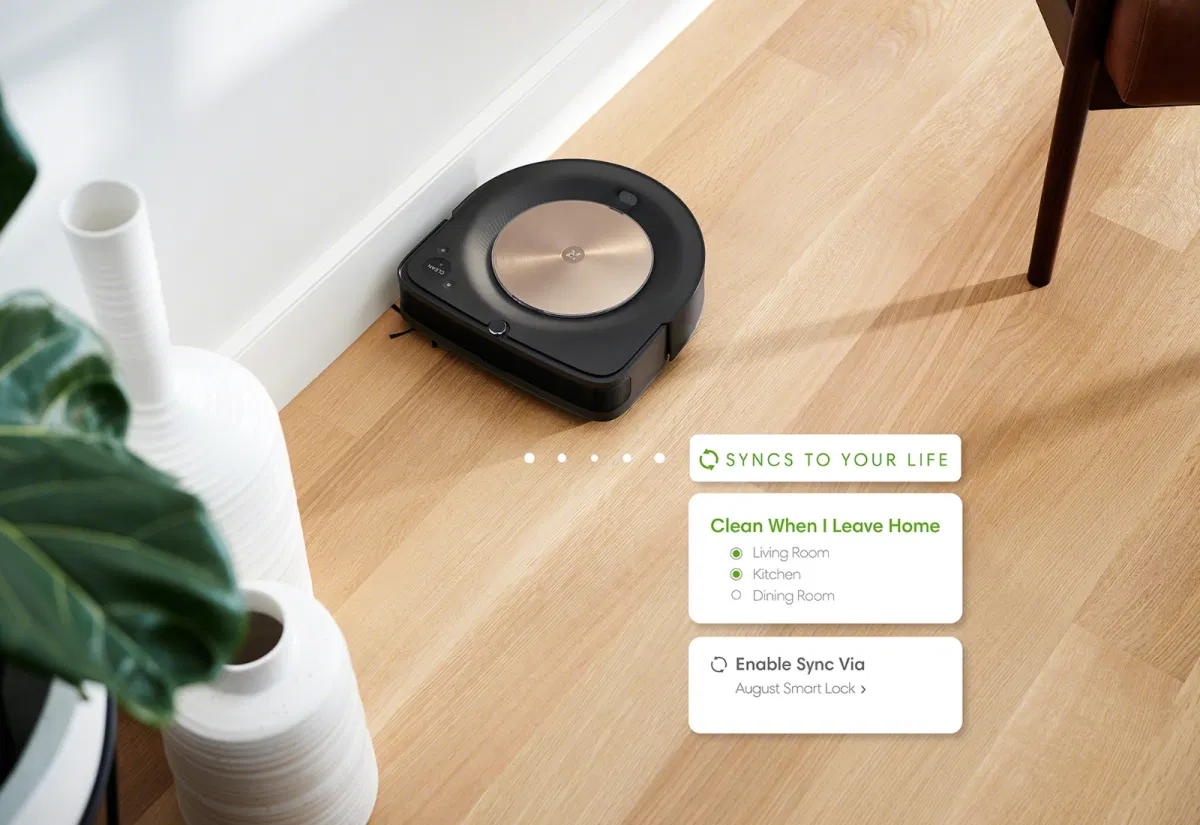 CLEAN
SYNCS TO YOUR LIFE
Clean When I Leave Home
Living Room
Kitchen
Dining Room
Enable Sync Via
August Smart Lock >